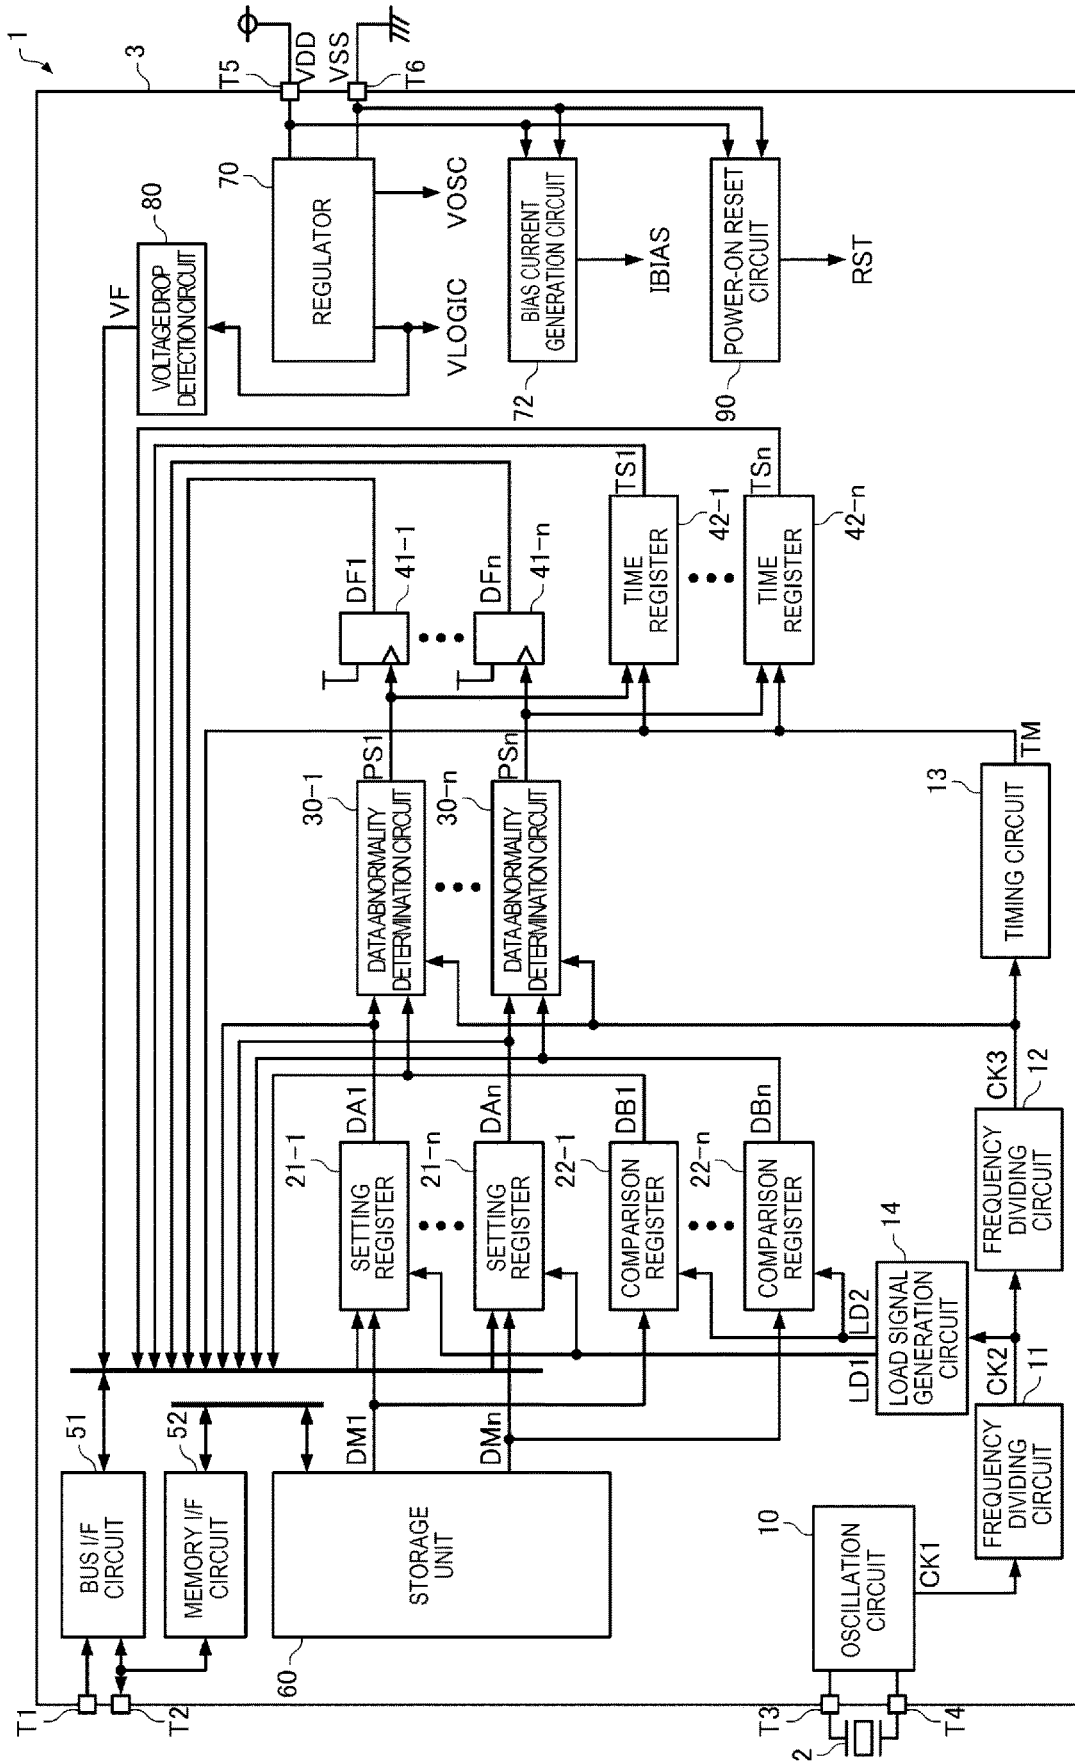 1
3
T1
T2
BUS I/F
CIRCUIT
51
MEMORY I/F
CIRCUIT
52
STORAGE
UNIT
60
DM1
DMn
SETTING
REGISTER
21-1
DA1
SETTING
REGISTER
21-n
DAn
COMPARISON
REGISTER
22-1
DB1
COMPARISON
REGISTER
22-n
DBn
DATA ABNORMALITY
DETERMINATION CIRCUIT
30-1
PS1
DATA ABNORMALITY
DETERMINATION CIRCUIT
30-n
PSn
DF1
41-1
DFn
41-n
TIME
REGISTER
TS1
42-1
TIME
REGISTER
TSn
42-n
VF
VOLTAGE DROP
DETECTION CIRCUIT
80
REGULATOR
70
VLOGIC
VOSC
T5
VDD
VSS
T6
BIAS CURRENT
GENERATION CIRCUIT
72
IBIAS
POWER-ON RESET
CIRCUIT
90
RST
2
T3
T4
OSCILLATION
CIRCUIT
10
CK1
FREQUENCY
DIVIDING
CIRCUIT
11
CK2
LOAD SIGNAL
GENERATION
CIRCUIT
14
LD1
LD2
FREQUENCY
DIVIDING
CIRCUIT
12
CK3
TIMING CIRCUIT
13
TM